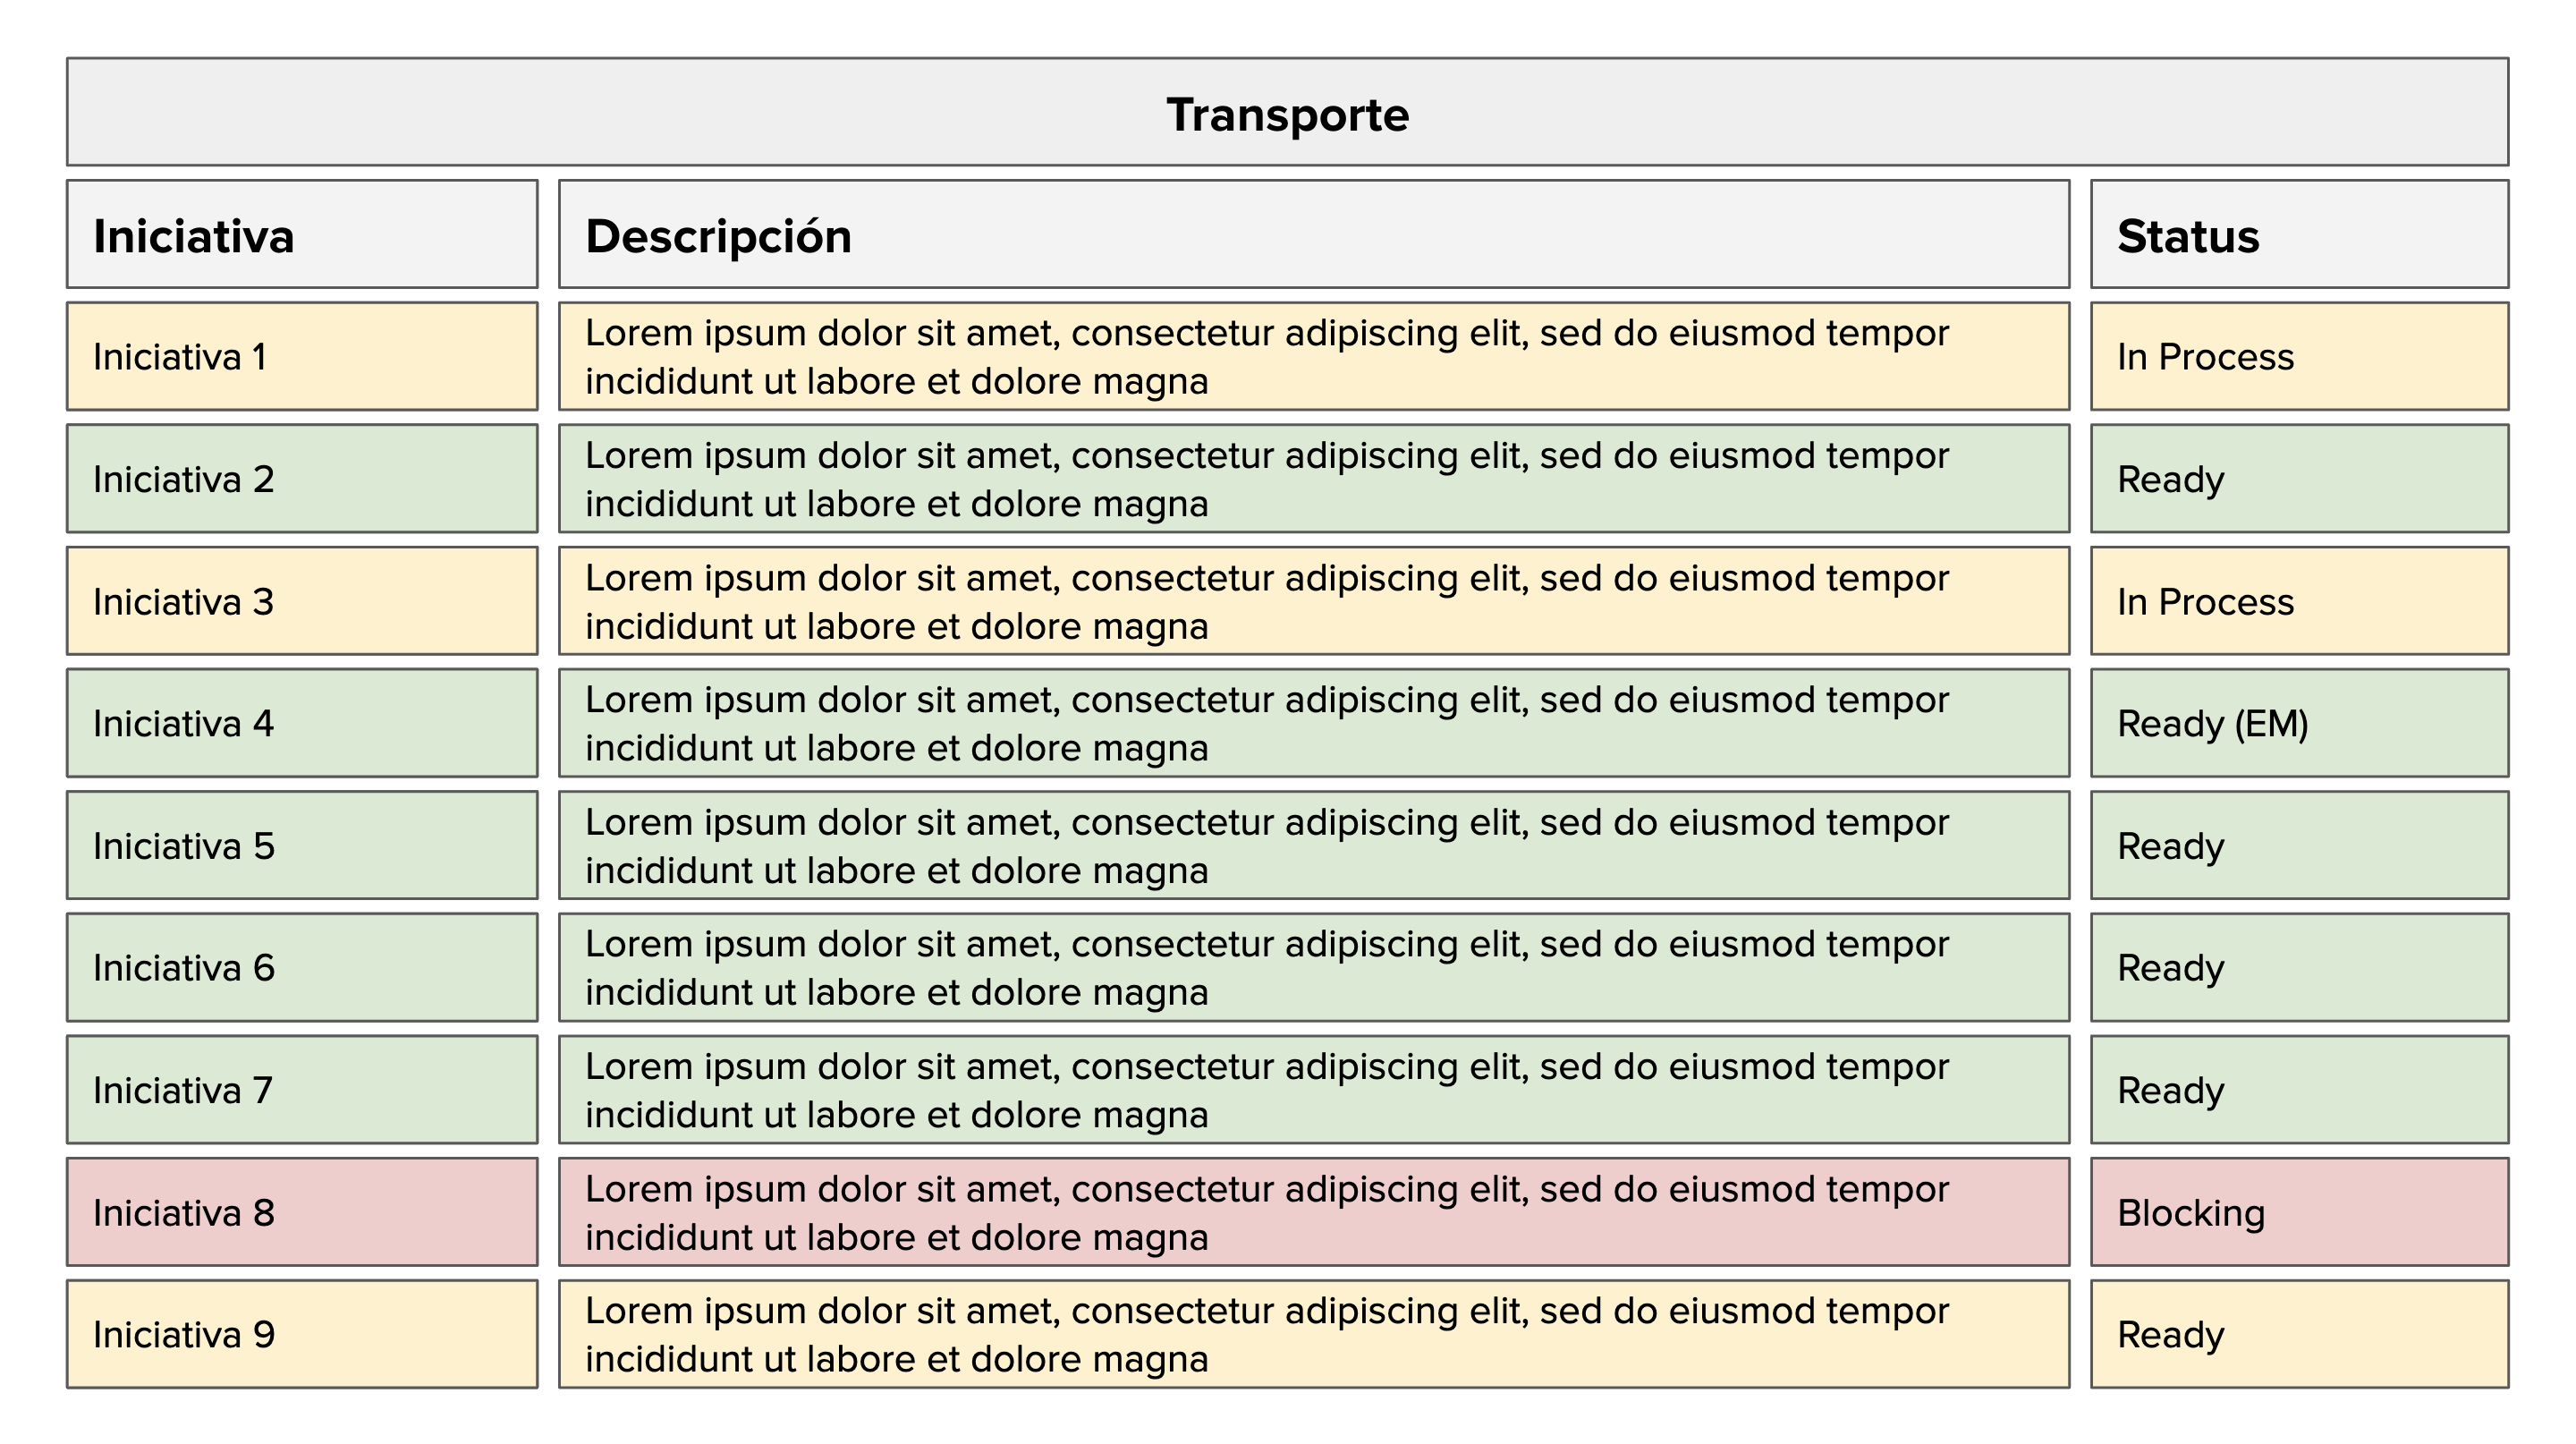 Transporte
Iniciativa
Descripción
Status
Iniciativa 1
Lorem ipsum dolor sit amet, consectetur adipiscing elit, sed do eiusmod tempor
incididunt ut labore et dolore magna
In Process
Iniciativa 2
Lorem ipsum dolor sit amet, consectetur adipiscing elit, sed do eiusmod tempor
incididunt ut labore et dolore magna
Ready
Iniciativa 3
Lorem ipsum dolor sit amet, consectetur adipiscing elit, sed do eiusmod tempor
incididunt ut labore et dolore magna
In Process
Iniciativa 4
Lorem ipsum dolor sit amet, consectetur adipiscing elit, sed do eiusmod tempor
incididunt ut labore et dolore magna
Ready (EM)
Iniciativa 5
Lorem ipsum dolor sit amet, consectetur adipiscing elit, sed do eiusmod tempor
incididunt ut labore et dolore magna
Ready
Iniciativa 6
Lorem ipsum dolor sit amet, consectetur adipiscing elit, sed do eiusmod tempor
incididunt ut labore et dolore magna
Ready
Iniciativa 7
Lorem ipsum dolor sit amet, consectetur adipiscing elit, sed do eiusmod tempor
incididunt ut labore et dolore magna
Ready
Iniciativa 8
Lorem ipsum dolor sit amet, consectetur adipiscing elit, sed do eiusmod tempor
incididunt ut labore et dolore magna
Blocking
Iniciativa 9
Lorem ipsum dolor sit amet, consectetur adipiscing elit, sed do eiusmod tempor
incididunt ut labore et dolore magna
Ready